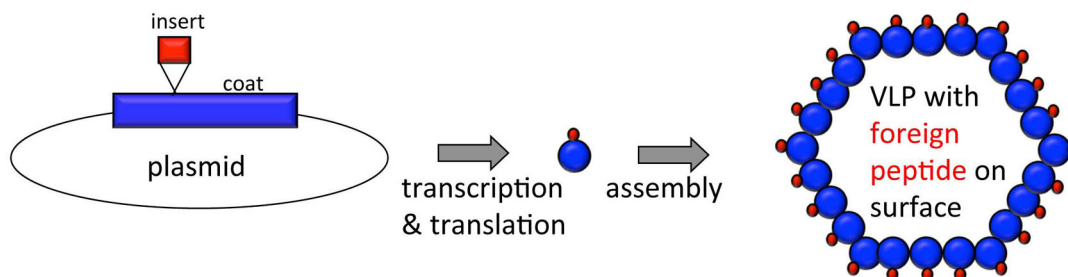 insert
coat
plasmid
transcription
& translation
assembly
VLP with
foreign
peptide on
surface